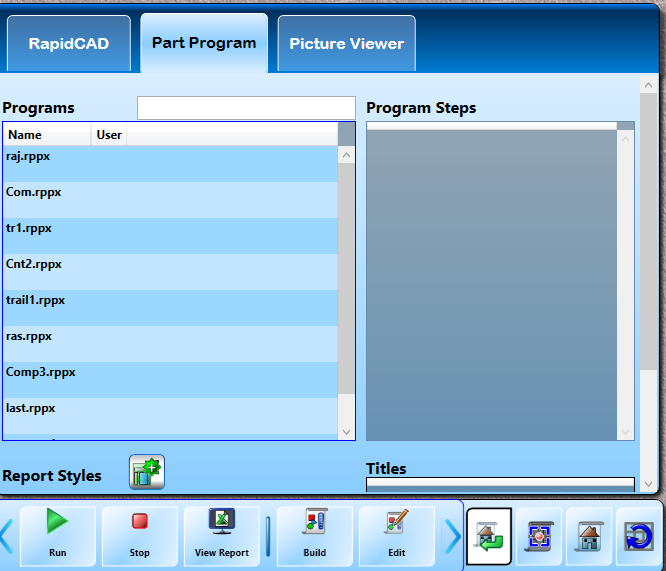 RapidCAD
Part Program
Picture Viewer
Programs
Program Steps
Name User
raj.rppx
Com.rppx
tr1.rppx
Cnt2.rppx
trail1.rppx
ras.rppx
Comp3.rppx
last.rppx
Report Styles
Titles
Run
Stop
View Report
Build
Edit